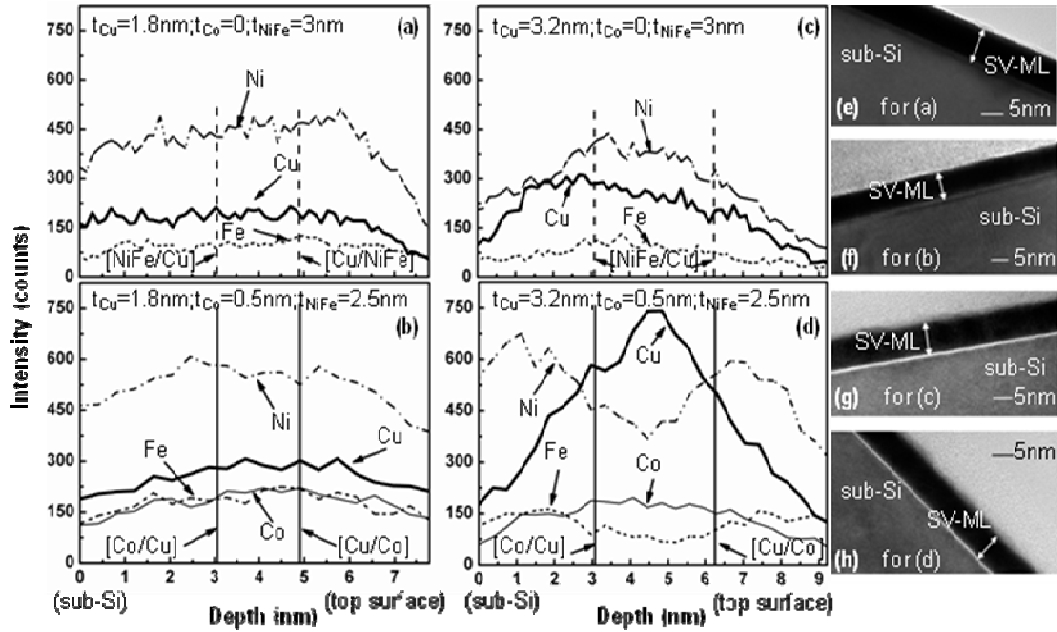 Intensity (counts)
750
600
450
300
150
0
t_Cu=1.8nm;t_Co=0;t_NiFe=3nm
(a)
Ni
Cu
Fe
[NiFe/Cu]
[Cu/NiFe]
t_Cu=3.2nm;t_Co=0;t_NiFe=3nm
(c)
750
600
450
300
150
0
Ni
Cu
Fe
[NiFe/Cu]
750
600
450
300
150
0
t_Cu=1.8nm;t_Co=0.5nm;t_NiFe=2.5nm
(b)
Ni
Cu
Fe
Co
[Co/Cu]
[Cu/Co]
0 1 2 3 4 5 6 7
(sub-Si)
Depth (nm)
(top surface)
t_Cu=3.2nm;t_Co=0.5nm;t_NiFe=2.5nm
(d)
750
600
450
300
150
0
Cu
Ni
Fe
Co
[Co/Cu]
[Cu/Co]
0 1 2 3 4 5 6 7 8 9
(sub-Si)
Depth (nm)
(top surface)
sub-Si
SV-ML
(e) for (a)
5nm
SV-ML
sub-Si
(f) for (b)
5nm
SV-ML
sub-Si
(g) for (c)
5nm
5nm
sub-Si
SV-ML
(h) for (d)